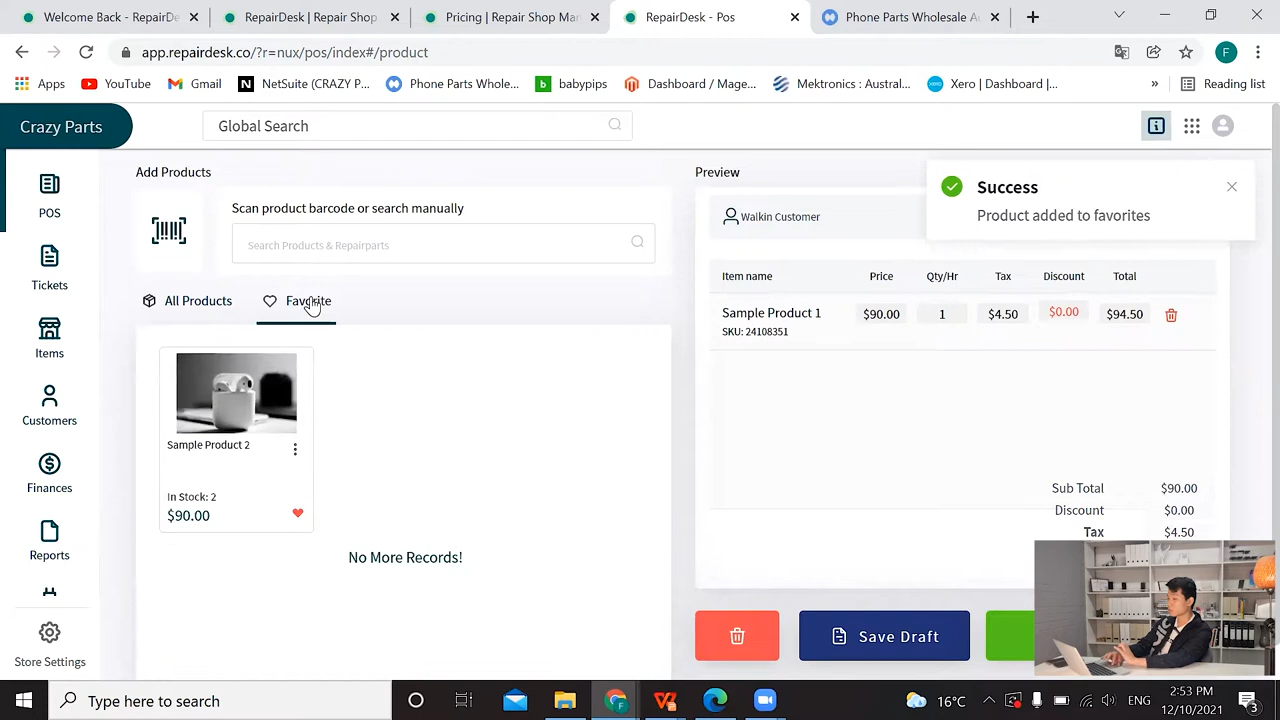 Welcome Back - RepairDe
RepairDesk | Repair Shop
Pricing | Repair Shop Mar
RepairDesk - Pos
Phone Parts Wholesale Au
app.repairdesk.co/?r=nux/pos/index#/product
F
Apps
YouTube
Gmail
NetSuite (CRAZY P...
Phone Parts Whole...
babypips
Dashboard / Mage...
Mektronics : Austral...
Xero | Dashboard |...
»
Reading list
Crazy Parts
Global Search
POS
Tickets
Items
Customers
Finances
Reports
Store Settings
Add Products
Scan product barcode or search manually
Search Products & Repairparts
All Products
Favorite
Sample Product 2
In Stock: 2
$90.00
No More Records!
Preview
Walkin Customer
Success
Product added to favorites
Item name Price Qty/Hr Tax Discount Total
Sample Product 1 $90.00 1 $4.50 $0.00 $94.50
SKU: 24108351
Sub Total $90.00
Discount $0.00
Tax $4.50
Save Draft
Type here to search
16°C
ENG
2:53 PM
12/10/2021
3